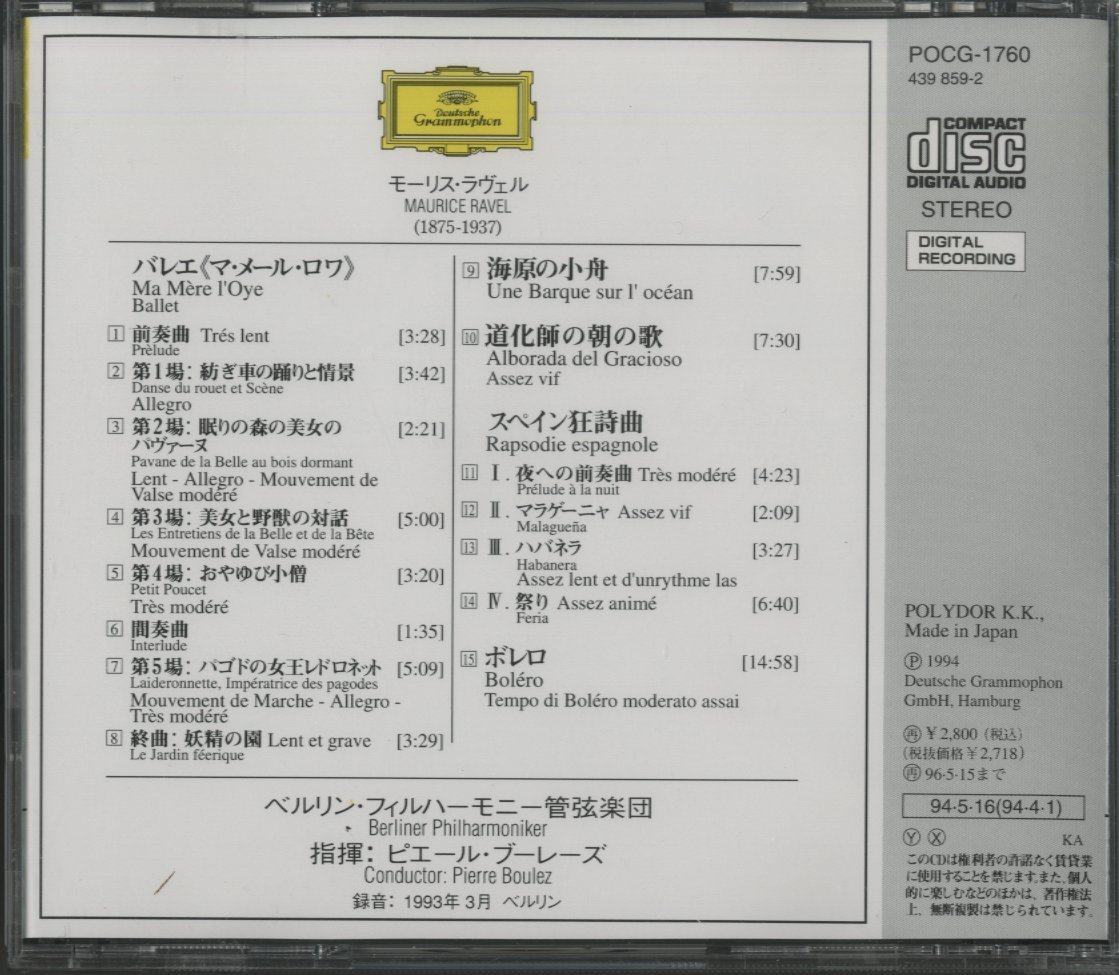 Deutsche
Grammophon
モーリス・ラヴェル
MAURICE RAVEL
(1875-1937)
バレエ《マ・メール・ロワ》
Ma Mère l'Oye
Ballet
1 前奏曲 Trés lent [3:28]
Prèlude
2 第1場: 紡ぎ車の踊りと情景 [3:42]
Danse du rouet et Scène
Allegro
3 第2場: 眠りの森の美女の [2:21]
パヴァーヌ
Pavane de la Belle au bois dormant
Lent - Allegro - Mouvement de
Valse modéré
4 第3場: 美女と野獣の対話 [5:00]
Les Entretiens de la Belle et de la Bête
Mouvement de Valse modéré
5 第4場: おやゆび小僧 [3:20]
Petit Poucet
Très modéré
6 間奏曲 [1:35]
Interlude
7 第5場: パゴドの女王レドロネット [5:09]
Laideronnette, Impératrice des pagodes
Mouvement de Marche - Allegro -
Très modéré
8 終曲: 妖精の園 Lent et grave [3:29]
Le Jardin féerique
9 海原の小舟 [7:59]
Une Barque sur l' océan
10 道化師の朝の歌 [7:30]
Alborada del Gracioso
Assez vif
スペイン狂詩曲
Rapsodie espagnole
11 Ⅰ. 夜への前奏曲 Très modéré [4:23]
Prélude à la nuit
12 Ⅱ. マラゲーニャ Assez vif [2:09]
Malagueña
13 Ⅲ. ハバネラ [3:27]
Habanera
Assez lent et d'unrythme las
14 Ⅳ. 祭り Assez animé [6:40]
Feria
15 ボレロ [14:58]
Boléro
Tempo di Boléro moderato assai
ベルリン・フィルハーモニー管弦楽団
Berliner Philharmoniker
指揮: ピエール・ブーレーズ
Conductor: Pierre Boulez
録音: 1993年3月 ベルリン
POCG-1760
439 859-2
COMPACT
disc
DIGITAL AUDIO
STEREO
DIGITAL
RECORDING
POLYDOR K.K.,
Made in Japan
Ⓟ 1994
Deutsche Grammophon
GmbH, Hamburg
㊢ ¥2,800 (税込)
(税抜価格¥2,718)
㊢ 96·5·15まで
94·5·16(94·4·1)
Ⓨ Ⓧ KA
このCDは権利者の許諾なく賃貸業
に使用することを禁じます。また、個人
的に楽しむなどのほかは、著作権法
上、無断複製は禁じられています。